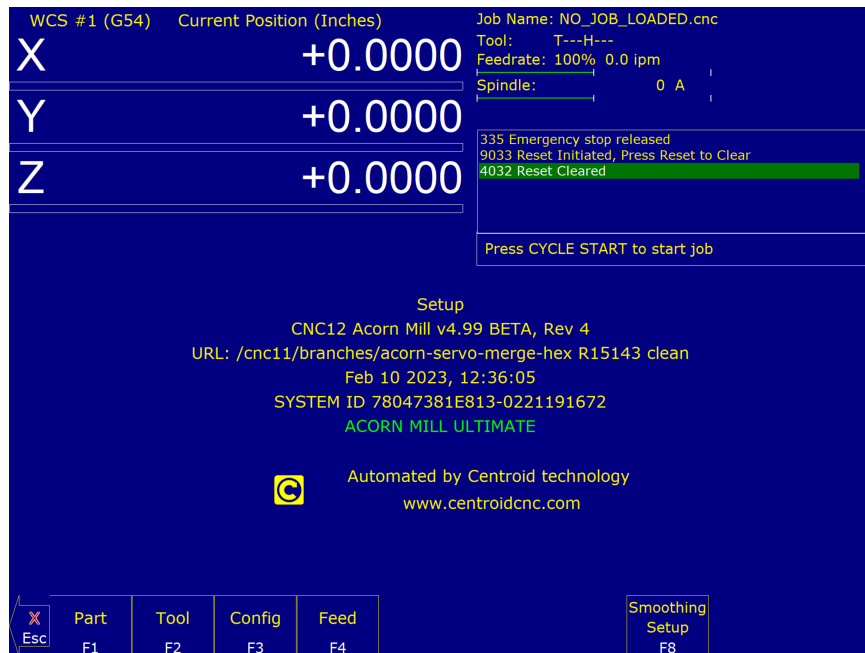 WCS #1 (G54) Current Position (Inches)
X +0.0000
Y +0.0000
Z +0.0000
Job Name: NO_JOB_LOADED.cnc
Tool: T---H---
Feedrate: 100% 0.0 ipm
Spindle: 0 A
335 Emergency stop released
9033 Reset Initiated, Press Reset to Clear
4032 Reset Cleared
Press CYCLE START to start job
Setup
CNC12 Acorn Mill v4.99 BETA, Rev 4
URL: /cnc11/branches/acorn-servo-merge-hex R15143 clean
Feb 10 2023, 12:36:05
SYSTEM ID 78047381E813-0221191672
ACORN MILL ULTIMATE
C
Automated by Centroid technology
www.centroidcnc.com
X
Esc
Part
F1
Tool
F2
Config
F3
Feed
F4
Smoothing
Setup
F8